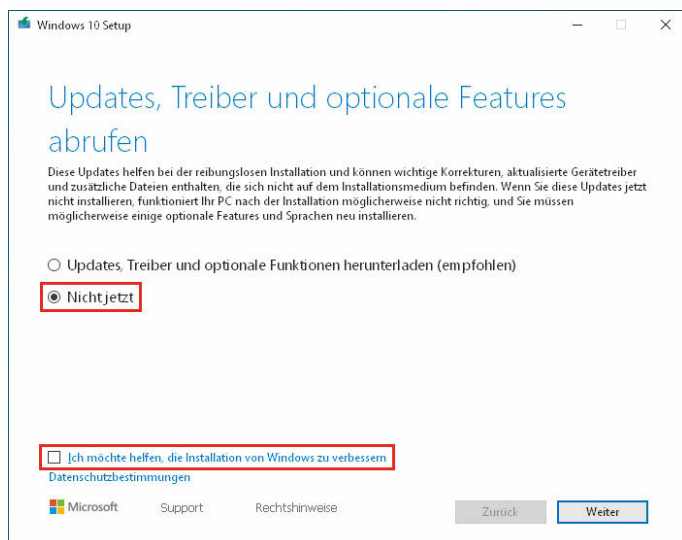 Windows 10 Setup
Updates, Treiber und optionale Features
abrufen
Diese Updates helfen bei der reibungslosen Installation und können wichtige Korrekturen, aktualisierte Gerätetreiber
und zusätzliche Dateien enthalten, die sich nicht auf dem Installationsmedium befinden. Wenn Sie diese Updates jetzt
nicht installieren, funktioniert Ihr PC nach der Installation möglicherweise nicht richtig, und Sie müssen
möglicherweise einige optionale Features und Sprachen neu installieren.
Updates, Treiber und optionale Funktionen herunterladen (empfohlen)
Nicht jetzt
Ich möchte helfen, die Installation von Windows zu verbessern
Datenschutzbestimmungen
Microsoft Support Rechtshinweise Zurück Weiter